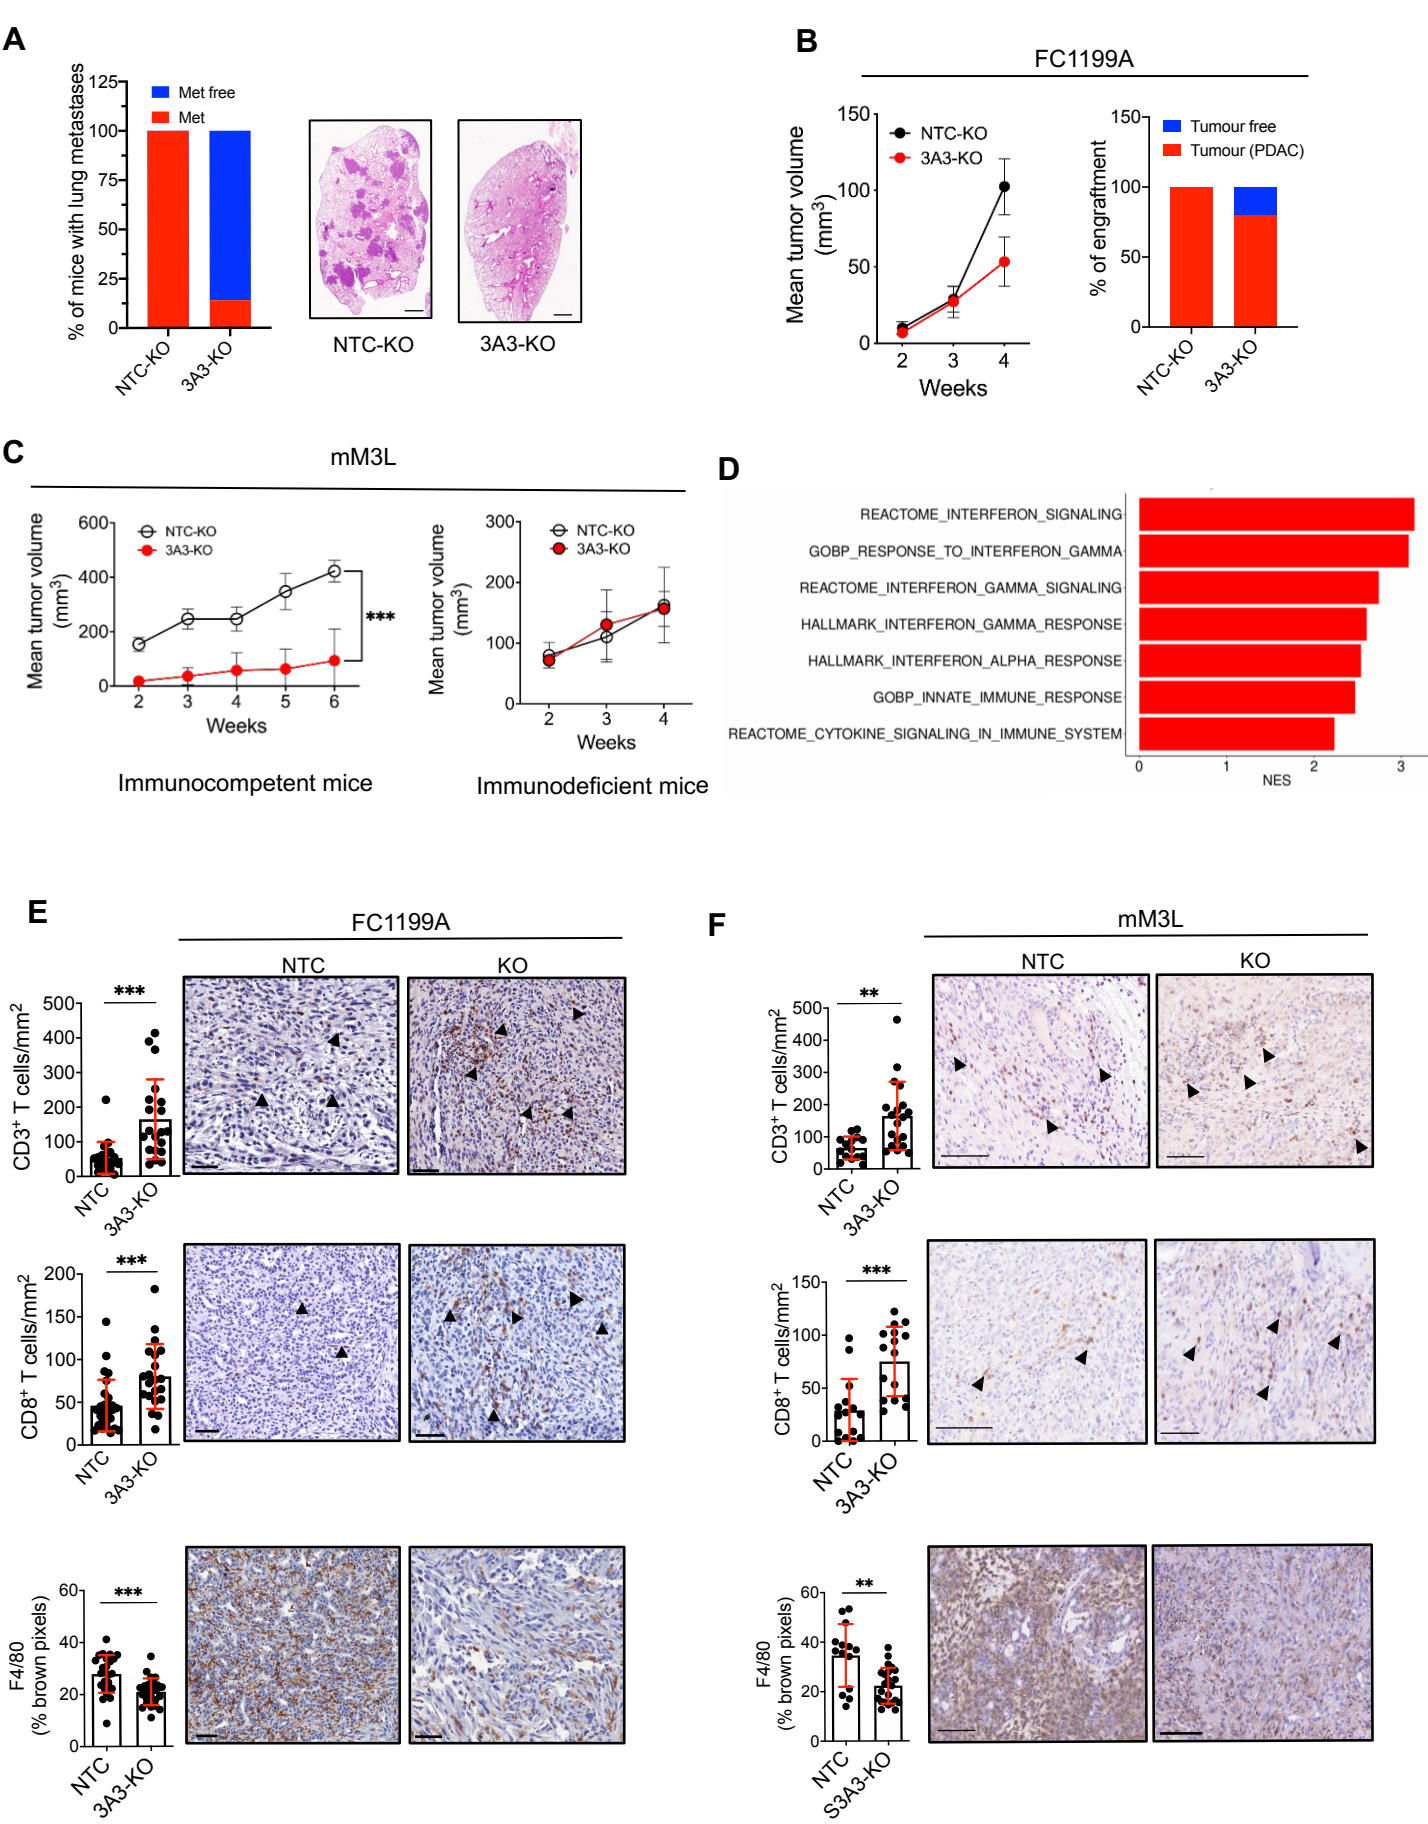 A
% of mice with lung metastases
125
100
75
50
25
0
Met free
Met
NTC-KO
3A3-KO
NTC-KO
3A3-KO
B
FC1199A
Mean tumor volume
(mm3)
150
100
50
0
NTC-KO
3A3-KO
2 3 4
Weeks
% of engraftment
150
100
50
0
Tumour free
Tumour (PDAC)
NTC-KO
3A3-KO
C
mM3L
Mean tumor volume
(mm3)
600
400
200
0
NTC-KO
3A3-KO
***
2 3 4 5 6
Weeks
Immunocompetent mice
Mean tumor volume
(mm3)
300
200
100
0
NTC-KO
3A3-KO
2 3 4
Weeks
Immunodeficient mice
D
REACTOME_INTERFERON_SIGNALING
GOBP_RESPONSE_TO_INTERFERON_GAMMA
REACTOME_INTERFERON_GAMMA_SIGNALING
HALLMARK_INTERFERON_GAMMA_RESPONSE
HALLMARK_INTERFERON_ALPHA_RESPONSE
GOBP_INNATE_IMMUNE_RESPONSE
REACTOME_CYTOKINE_SIGNALING_IN_IMMUNE_SYSTEM
0 1 2 3
NES
E
FC1199A
NTC KO
CD3+ T cells/mm2
500
400
300
200
100
0
***
NTC
3A3-KO
CD8+ T cells/mm2
200
150
100
50
0
***
NTC
3A3-KO
F4/80
(% brown pixels)
60
40
20
0
***
NTC
3A3-KO
F
mM3L
NTC KO
CD3+ T cells/mm2
500
400
300
200
100
0
**
NTC
3A3-KO
CD8+ T cells/mm2
150
100
50
0
***
NTC
3A3-KO
F4/80
(% brown pixels)
60
40
20
0
**
NTC
S3A3-KO